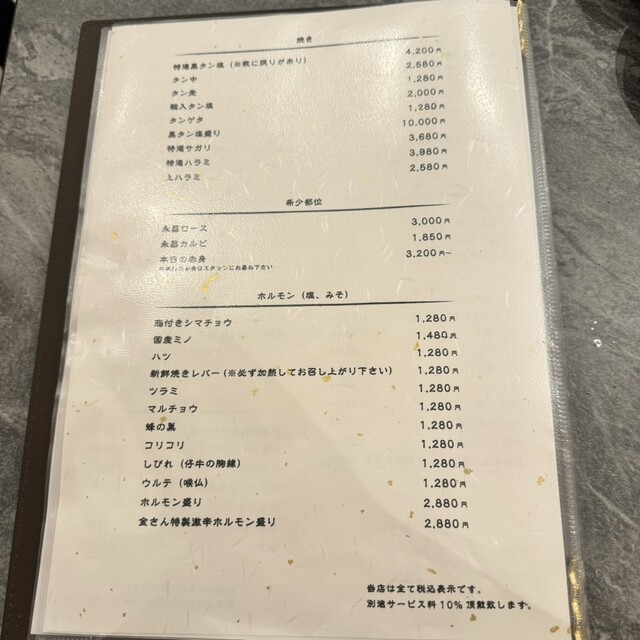 焼き
特選黒タン塩（※数に限りがあり） 4,200円
タン中 2,580円
タン先 1,280円
輸入タン塩 2,000円
タンゲタ 1,280円
黒タン塩盛り 10,000円
特選サガリ 3,680円
特選ハラミ 3,980円
上ハラミ 2,580円
希少部位
永晶ロース 3,000円
永晶カルビ 1,850円
本日の赤身 3,200円～
スタッフにお尋ね下さい
ホルモン（塩、みそ）
脂付きシマチョウ 1,280円
国産ミノ 1,480円
ハツ 1,280円
新鮮焼きレバー（※必ず加熱してお召し上がり下さい） 1,280円
ツラミ 1,280円
マルチョウ 1,280円
蜂の巣 1,280円
コリコリ 1,280円
しびれ（仔牛の胸線） 1,280円
ウルテ（喉仏） 1,280円
ホルモン盛り 2,880円
金さん特製激辛ホルモン盛り 2,880円
当店は全て税込表示です。
別途サービス料10％頂戴致します。